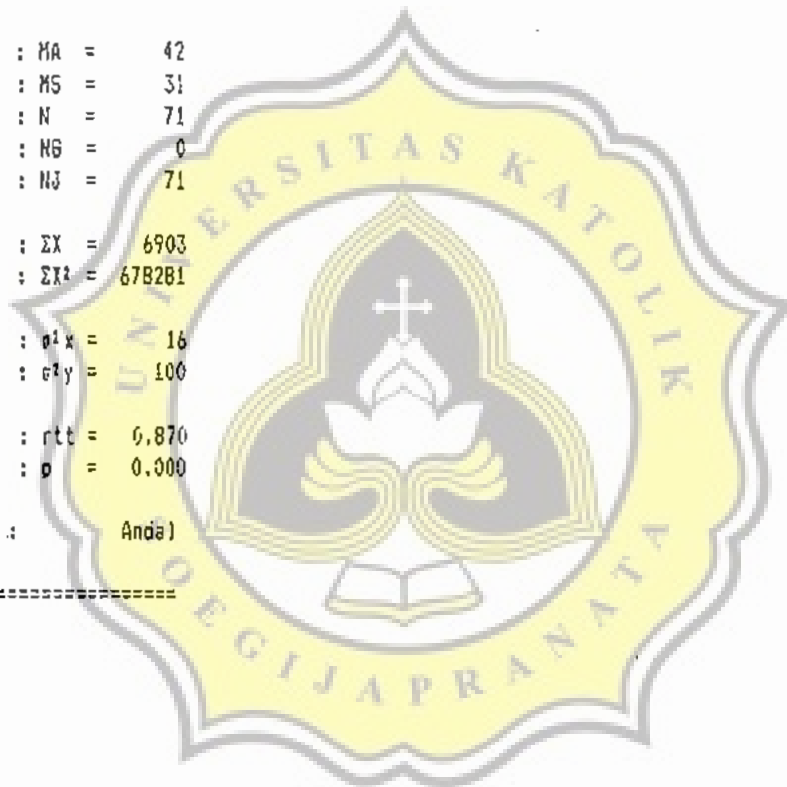 : MA = 42
: MS = 31
: N = 71
: NG = 0
: NJ = 71
: ΣX = 6903
: ΣX² = 678281
: σ²x = 16
: σ²y = 100
: rtt = 0.870
: p = 0.000
: Andal
================
UNIVERSITAS KATOLIK
SOEGIJAPRANATA